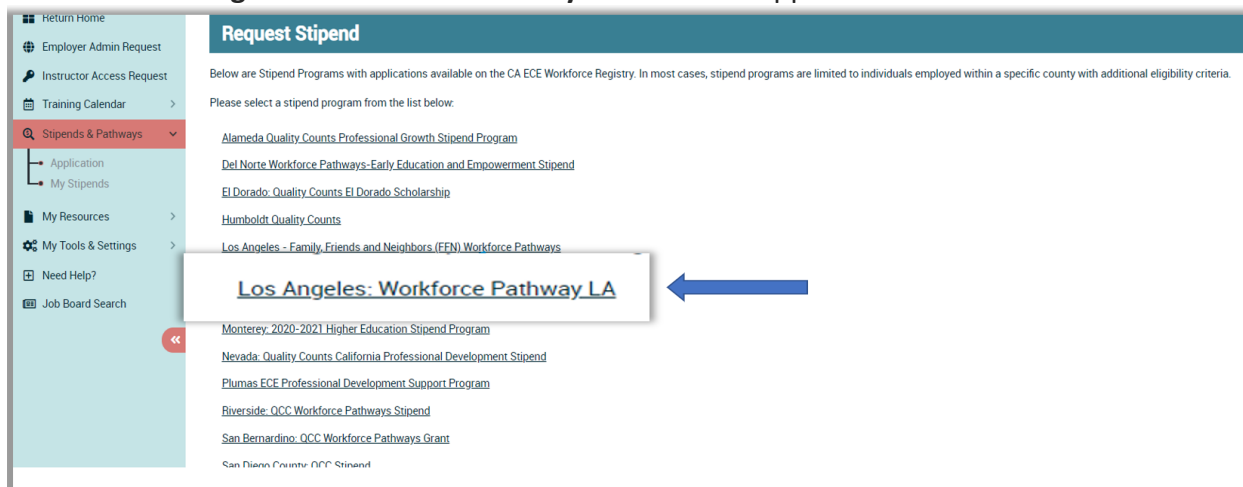 Return Home
Employer Admin Request
Instructor Access Request
Training Calendar
Stipends & Pathways
Application
My Stipends
My Resources
My Tools & Settings
Need Help?
Job Board Search
Request Stipend
Below are Stipend Programs with applications available on the CA ECE Workforce Registry. In most cases, stipend programs are limited to individuals employed within a specific county with additional eligibility criteria.
Please select a stipend program from the list below:
Alameda Quality Counts Professional Growth Stipend Program
Del Norte Workforce Pathways-Early Education and Empowerment Stipend
El Dorado: Quality Counts El Dorado Scholarship
Humboldt Quality Counts
Los Angeles - Family, Friends and Neighbors (FFN) Workforce Pathways
Los Angeles: Workforce Pathway LA
Monterey: 2020-2021 Higher Education Stipend Program
Nevada: Quality Counts California Professional Development Stipend
Plumas ECE Professional Development Support Program
Riverside: QCC Workforce Pathways Stipend
San Bernardino: QCC Workforce Pathways Grant
San Diego County: QCC Stipend